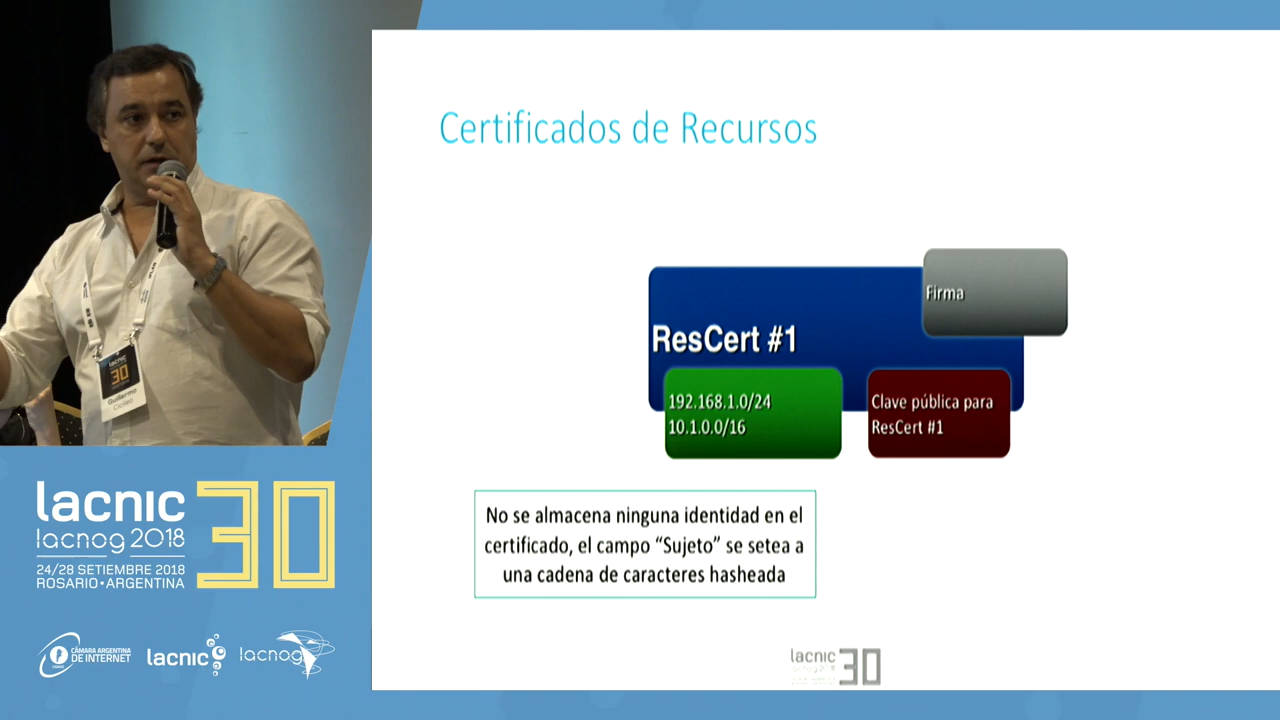 Certificados de Recursos
Firma
ResCert #1
192.168.1.0/24
10.1.0.0/16
Clave pública para
ResCert #1
No se almacena ninguna identidad en el
certificado, el campo “Sujeto” se setea a
una cadena de caracteres hasheada
lacnic
30
Guillermo
lacnic 30
lacnog 2018
24/28 SETIEMBRE 2018
ROSARIO • ARGENTINA
CÁMARA ARGENTINA
DE INTERNET
lacnic
lacnog
lacnic 30